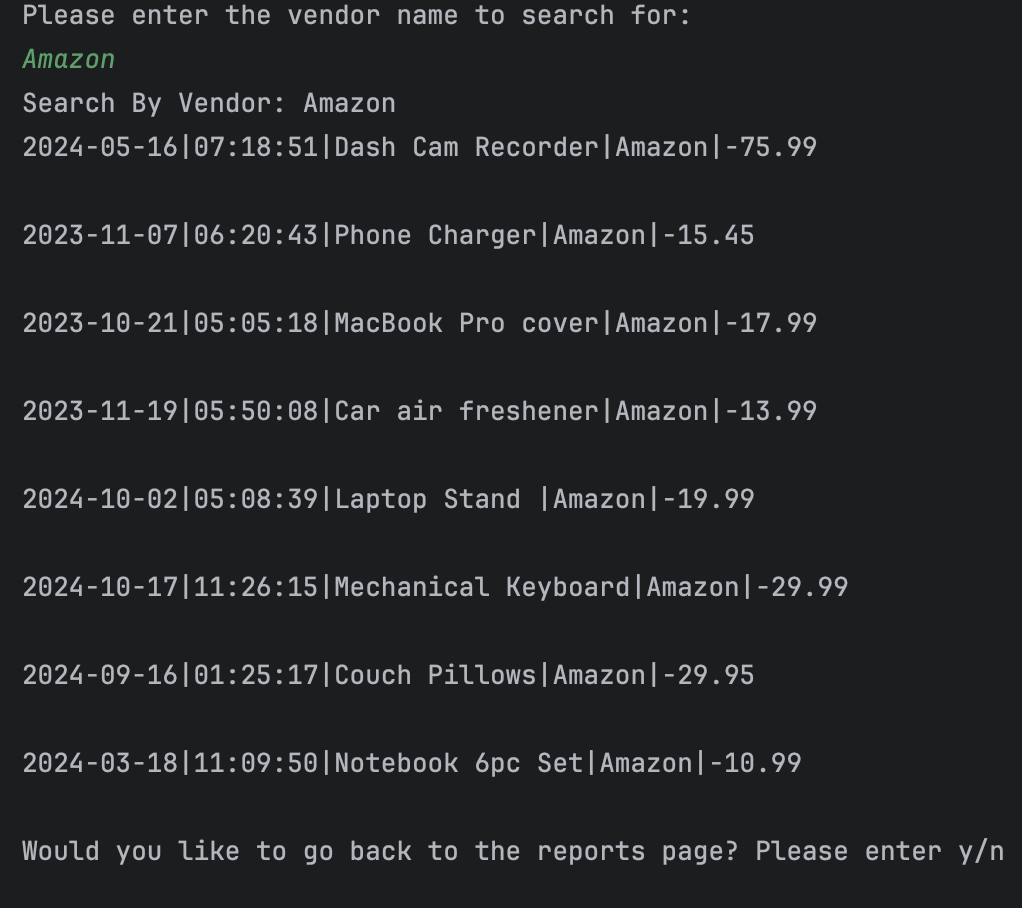 Please enter the vendor name to search for:
Amazon
Search By Vendor: Amazon
2024-05-16|07:18:51|Dash Cam Recorder|Amazon|-75.99
2023-11-07|06:20:43|Phone Charger|Amazon|-15.45
2023-10-21|05:05:18|MacBook Pro cover|Amazon|-17.99
2023-11-19|05:50:08|Car air freshener|Amazon|-13.99
2024-10-02|05:08:39|Laptop Stand |Amazon|-19.99
2024-10-17|11:26:15|Mechanical Keyboard|Amazon|-29.99
2024-09-16|01:25:17|Couch Pillows|Amazon|-29.95
2024-03-18|11:09:50|Notebook 6pc Set|Amazon|-10.99
Would you like to go back to the reports page? Please enter y/n